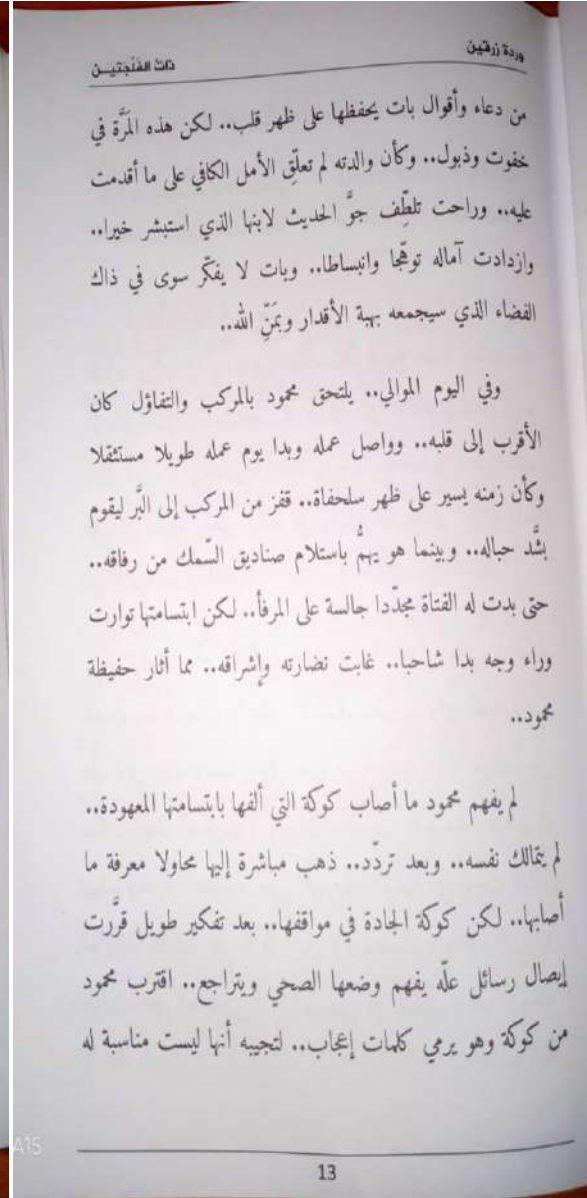 وردة زرقين
ذاتُ الفَنْجتيـــن
من دعاء وأقوال بات يحفظها على ظهر قلب.. لكن هذه المَرَّة في
خفوت وذبول.. وكأن والدته لم تعلّق الأمل الكافي على ما أقدمت
عليه.. وراحت تلطّف جوَّ الحديث لابنها الذي استبشر خيرا..
وازدادت آماله توهّجا وانبساطا.. وبات لا يفكّر سوى في ذاك
الفضاء الذي سيجمعه بهبة الأقدار وبمَنّ الله..
وفي اليوم الموالي.. يلتحق محمود بالمركب والتفاؤل كان
الأقرب إلى قلبه.. وواصل عمله وبدا يوم عمله طويلا مستثقلا
وكأن زمنه يسير على ظهر سلحفاة.. قفز من المركب إلى البَّر ليقوم
بشَّد حباله.. وبينما هو يهمُّ باستلام صناديق السّمك من رفاقه..
حتى بدت له الفتاة مجدّدا جالسة على المرفأ.. لكن ابتسامتها توارت
وراء وجه بدا شاحبا.. غابت نضارته وإشراقه.. مما أثار حفيظة
محمود..
لم يفهم محمود ما أصاب كوكة التي ألفها بابتسامتها المعهودة..
لم يتمالك نفسه.. وبعد تردّد.. ذهب مباشرة إليها محاولا معرفة ما
أصابها.. لكن كوكة الجادة في مواقفها.. بعد تفكير طويل قرَّرت
إيصال رسائل علّه يفهم وضعها الصحي ويتراجع.. اقترب محمود
من كوكة وهو يرمي كلمات إعجاب.. لتجيبه أنها ليست مناسبة له
A15
13